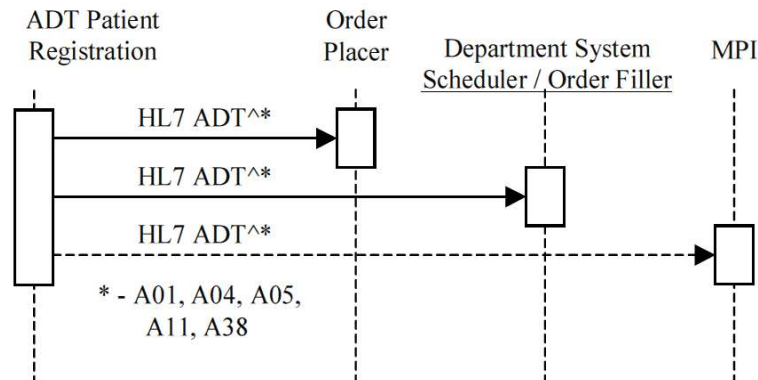 ADT Patient
Registration
Order
Placer
Department System
Scheduler / Order Filler
MPI
HL7 ADT^*
HL7 ADT^*
HL7 ADT^*
* - A01, A04, A05,
A11, A38